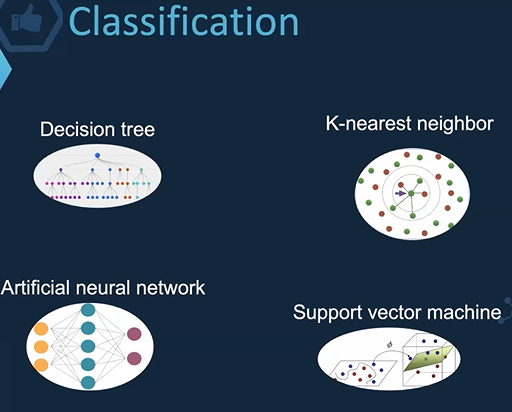 Classification
Decision tree
K-nearest neighbor
Artificial neural network
Support vector machine
ϕ